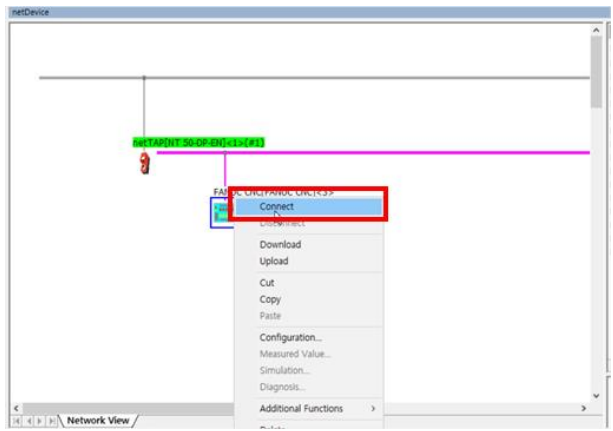 netDevice
netTAP[NT 50-DP-EN]<1>(#1)
FANUC CNC[FANUC CNC]<3>
Connect
Disconnect
Download
Upload
Cut
Copy
Paste
Configuration...
Measured Value...
Simulation...
Diagnosis...
Additional Functions
Delete
Network View